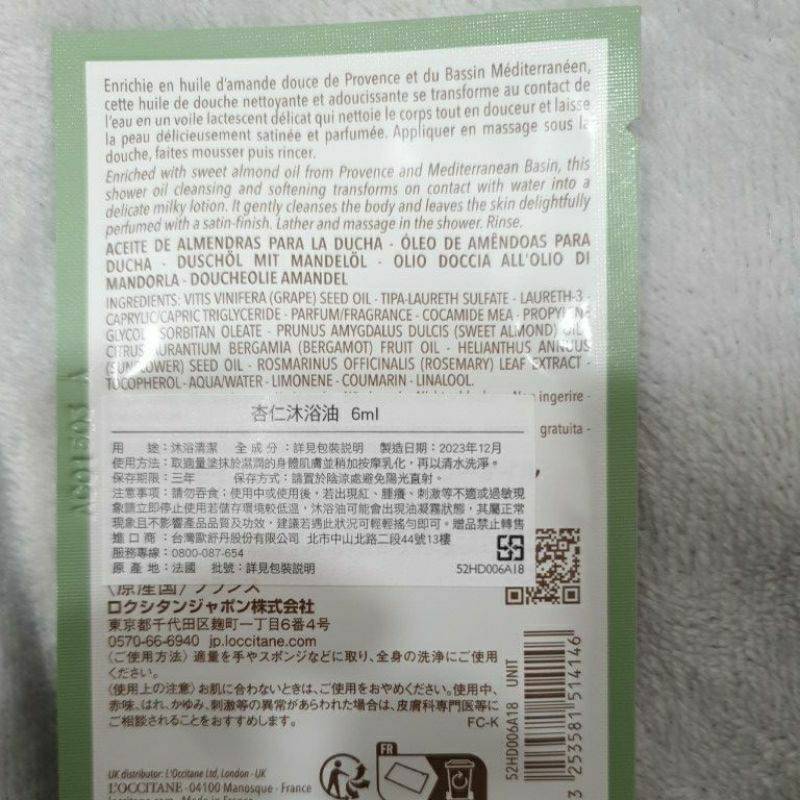 Enrichie en huile d'amande douce de Provence et du Bassin Méditerranéen,
cette huile de douche nettoyante et adoucissante se transforme au contact de
l'eau en un voile lactescent délicat qui nettoie le corps tout en douceur et laisse
la peau délicieusement satinée et parfumée. Appliquer en massage sous la
douche, faites mousser puis rincer.
Enriched with sweet almond oil from Provence and Mediterranean Basin, this
shower oil cleansing and softening transforms on contact with water into a
delicate milky lotion. It gently cleanses the body and leaves the skin delightfully
perfumed with a satin-finish. Lather and massage in the shower. Rinse.
ACEITE DE ALMENDRAS PARA LA DUCHA - ÓLEO DE AMÊNDOAS PARA
DUCHA - DUSCHÖL MIT MANDELÖL - OLIO DOCCIA ALL'OLIO DI
MANDORLA - DOUCHEOLIE AMANDEL
INGREDIENTS: VITIS VINIFERA (GRAPE) SEED OIL - TIPA-LAURETH SULFATE - LAURETH-3 -
CAPRYLIC/CAPRIC TRIGLYCERIDE - PARFUM/FRAGRANCE - COCAMIDE MEA - PROPYLENE
GLYCOL - SORBITAN OLEATE - PRUNUS AMYGDALUS DULCIS (SWEET ALMOND) OIL -
CITRUS AURANTIUM BERGAMIA (BERGAMOT) FRUIT OIL - HELIANTHUS ANNUUS
(SUNFLOWER) SEED OIL - ROSMARINUS OFFICINALIS (ROSEMARY) LEAF EXTRACT -
TOCOPHEROL - AQUA/WATER - LIMONENE - COUMARIN - LINALOOL.
ingerire -
gratuita -
杏仁沐浴油 6ml
用 途:沐浴清潔 全成分:詳見包裝説明 製造日期:2023年12月
使用方法:取適量塗抹於濕潤的身體肌膚並稍加按摩乳化,再以清水洗淨。
保存期限:三年 保存方式:請置於陰涼處避免陽光直射。
注意事項:請勿吞食;使用中或使用後,若出現紅、腫癢、刺激等不適或過敏現
象請立即停止使用若儲存環境較低溫,沐浴油可能會出現油凝霧狀態,其屬正常
現象且不影響產品品質及功效,建議若遇此狀況可輕輕搖勻即可。贈品禁止轉售
進口商:台灣歐舒丹股份有限公司 北市中山北路二段44號13樓
服務專線:0800-087-654
原產地:法國 批號:詳見包裝説明 52HD006A18
〈原産国〉フランス
ロクシタンジャポン株式会社
東京都千代田区麹町一丁目6番4号
0570-66-6940 jp.loccitane.com
〈ご使用方法〉適量を手やスポンジなどに取り、全身の洗浄にご使用
ください。
〈使用上の注意〉お肌に合わないときは、ご使用をおやめください。使用中、
赤味、はれ、かゆみ、刺激等の異常があらわれた場合は、皮膚科専門医等に
ご相談されることをおすすめします。 FC-K
52HD006A18 UNIT
3 253581 514146
FR
UK distributor: L'Occitane Ltd, London - UK
L'OCCITANE - 04100 Manosque - France
loccitane.com - Made in France